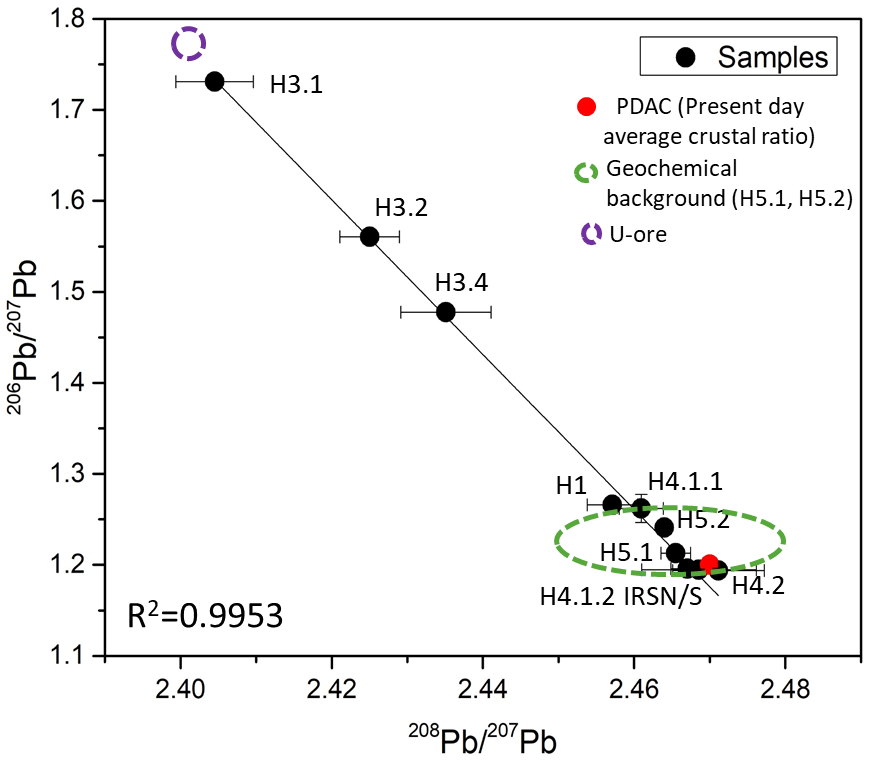 1.8
1.7
1.6
1.5
1.4
1.3
1.2
1.1
206Pb/207Pb
Samples
PDAC (Present day
average crustal ratio)
Geochemical
background (H5.1, H5.2)
U-ore
H3.1
H3.2
H3.4
H1
H4.1.1
H5.2
H5.1
H4.1.2 IRSN/S
H4.2
R2=0.9953
2.40
2.42
2.44
2.46
2.48
208Pb/207Pb